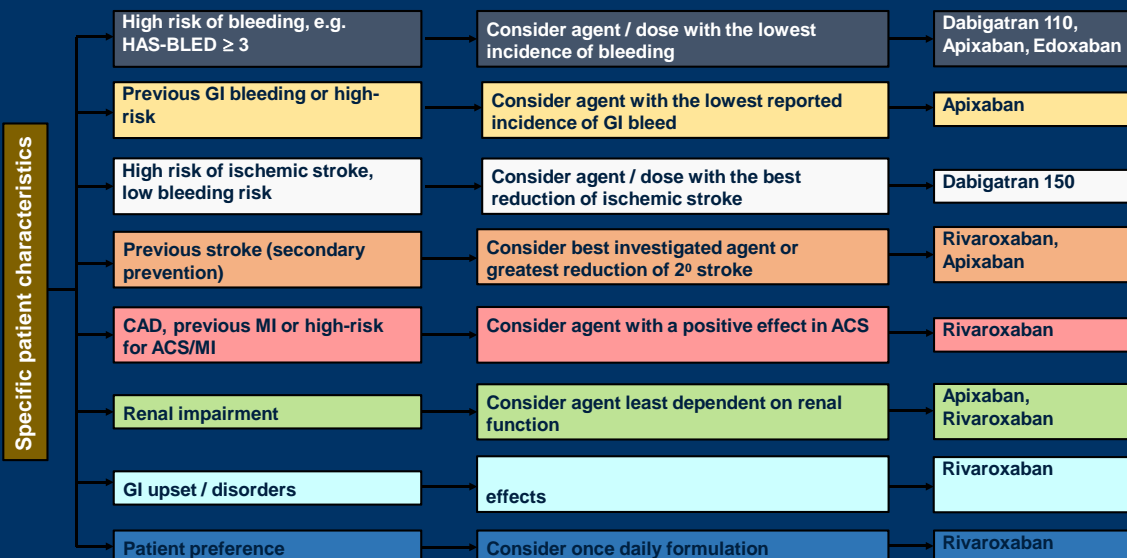 Specific patient characteristics
High risk of bleeding, e.g.
HAS-BLED ≥ 3
Consider agent / dose with the lowest
incidence of bleeding
Dabigatran 110,
Apixaban, Edoxaban
Previous GI bleeding or high-
risk
Consider agent with the lowest reported
incidence of GI bleed
Apixaban
High risk of ischemic stroke,
low bleeding risk
Consider agent / dose with the best
reduction of ischemic stroke
Dabigatran 150
Previous stroke (secondary
prevention)
Consider best investigated agent or
greatest reduction of 2⁰ stroke
Rivaroxaban,
Apixaban
CAD, previous MI or high-risk
for ACS/MI
Consider agent with a positive effect in ACS
Rivaroxaban
Renal impairment
Consider agent least dependent on renal
function
Apixaban,
Rivaroxaban
GI upset / disorders
effects
Rivaroxaban
Patient preference
Consider once daily formulation
Rivaroxaban